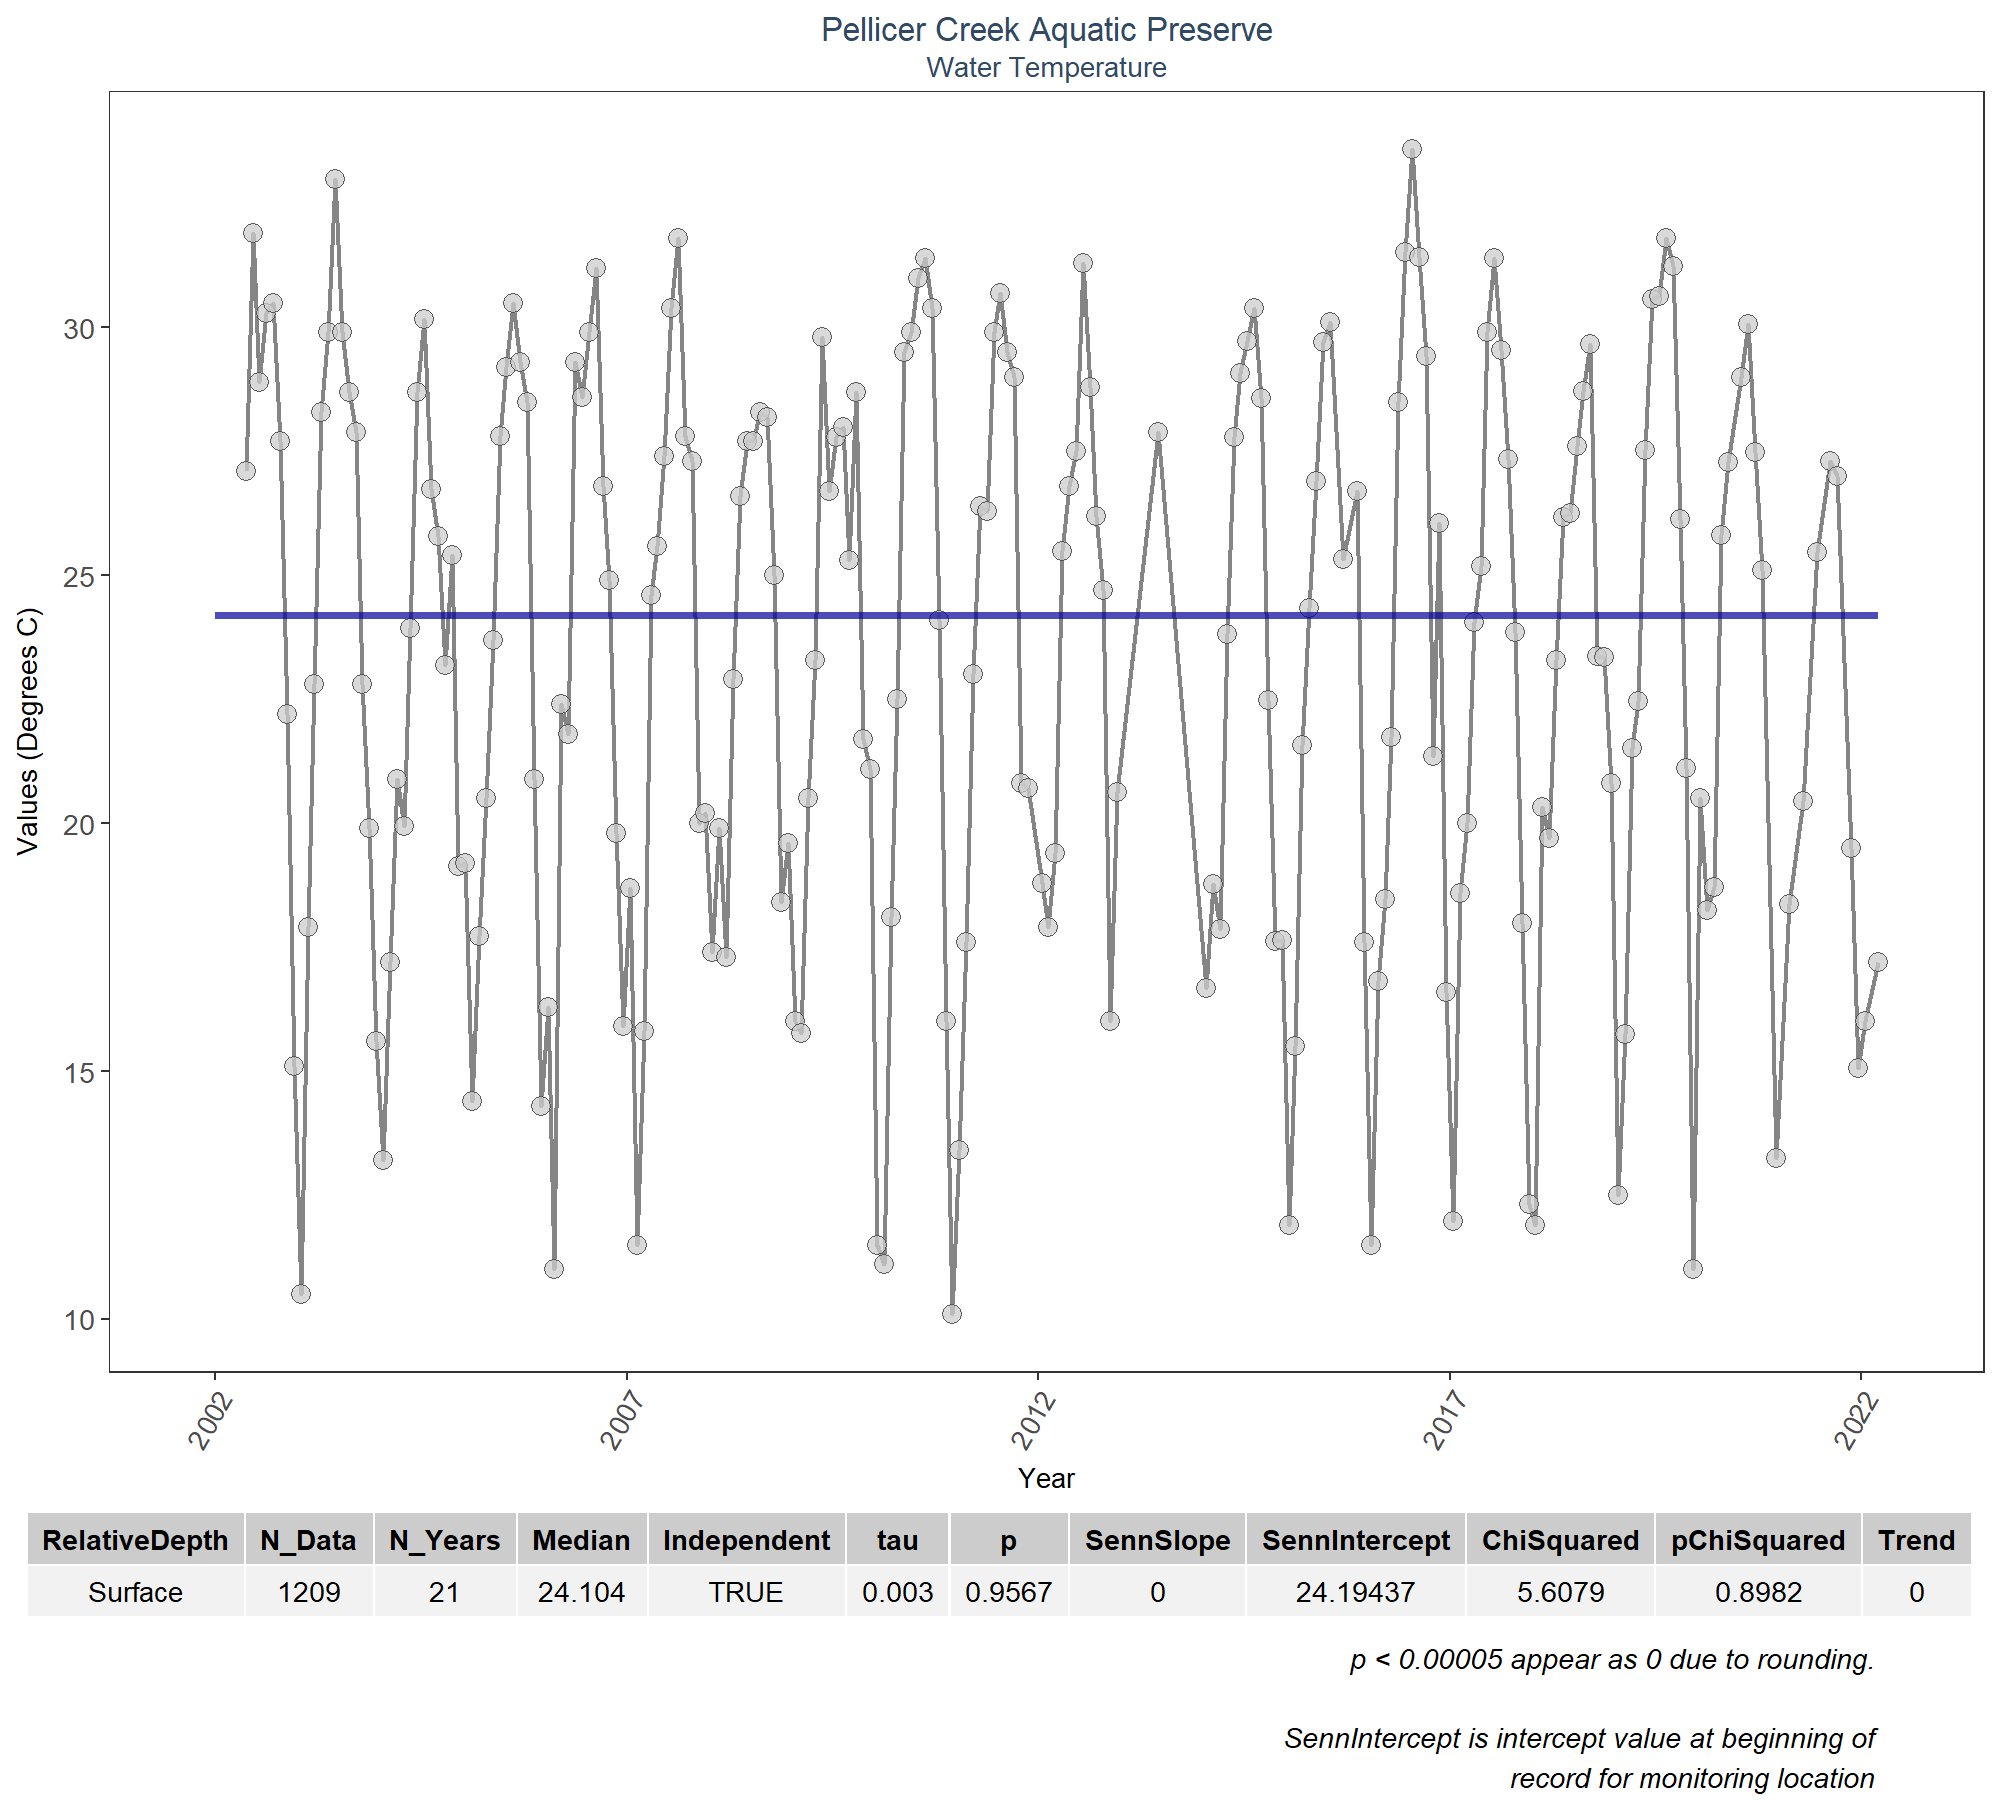 Pellicer Creek Aquatic Preserve
Water Temperature
Values (Degrees C)
30
25
20
15
10
2002 2007 2012 2017 2022
Year
RelativeDepth N_Data N_Years Median Independent tau p SennSlope SennIntercept ChiSquared pChiSquared Trend
Surface 1209 21 24.104 TRUE 0.003 0.9567 0 24.19437 5.6079 0.8982 0
p < 0.00005 appear as 0 due to rounding.
SennIntercept is intercept value at beginning of
record for monitoring location